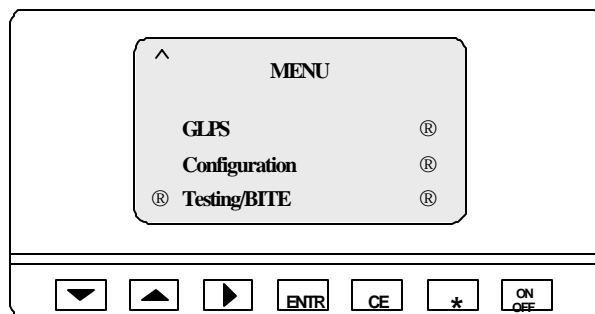 ^
MENU
GLPS ®
Configuration ®
® Testing/BITE ®
ENTR CE * ON OFF